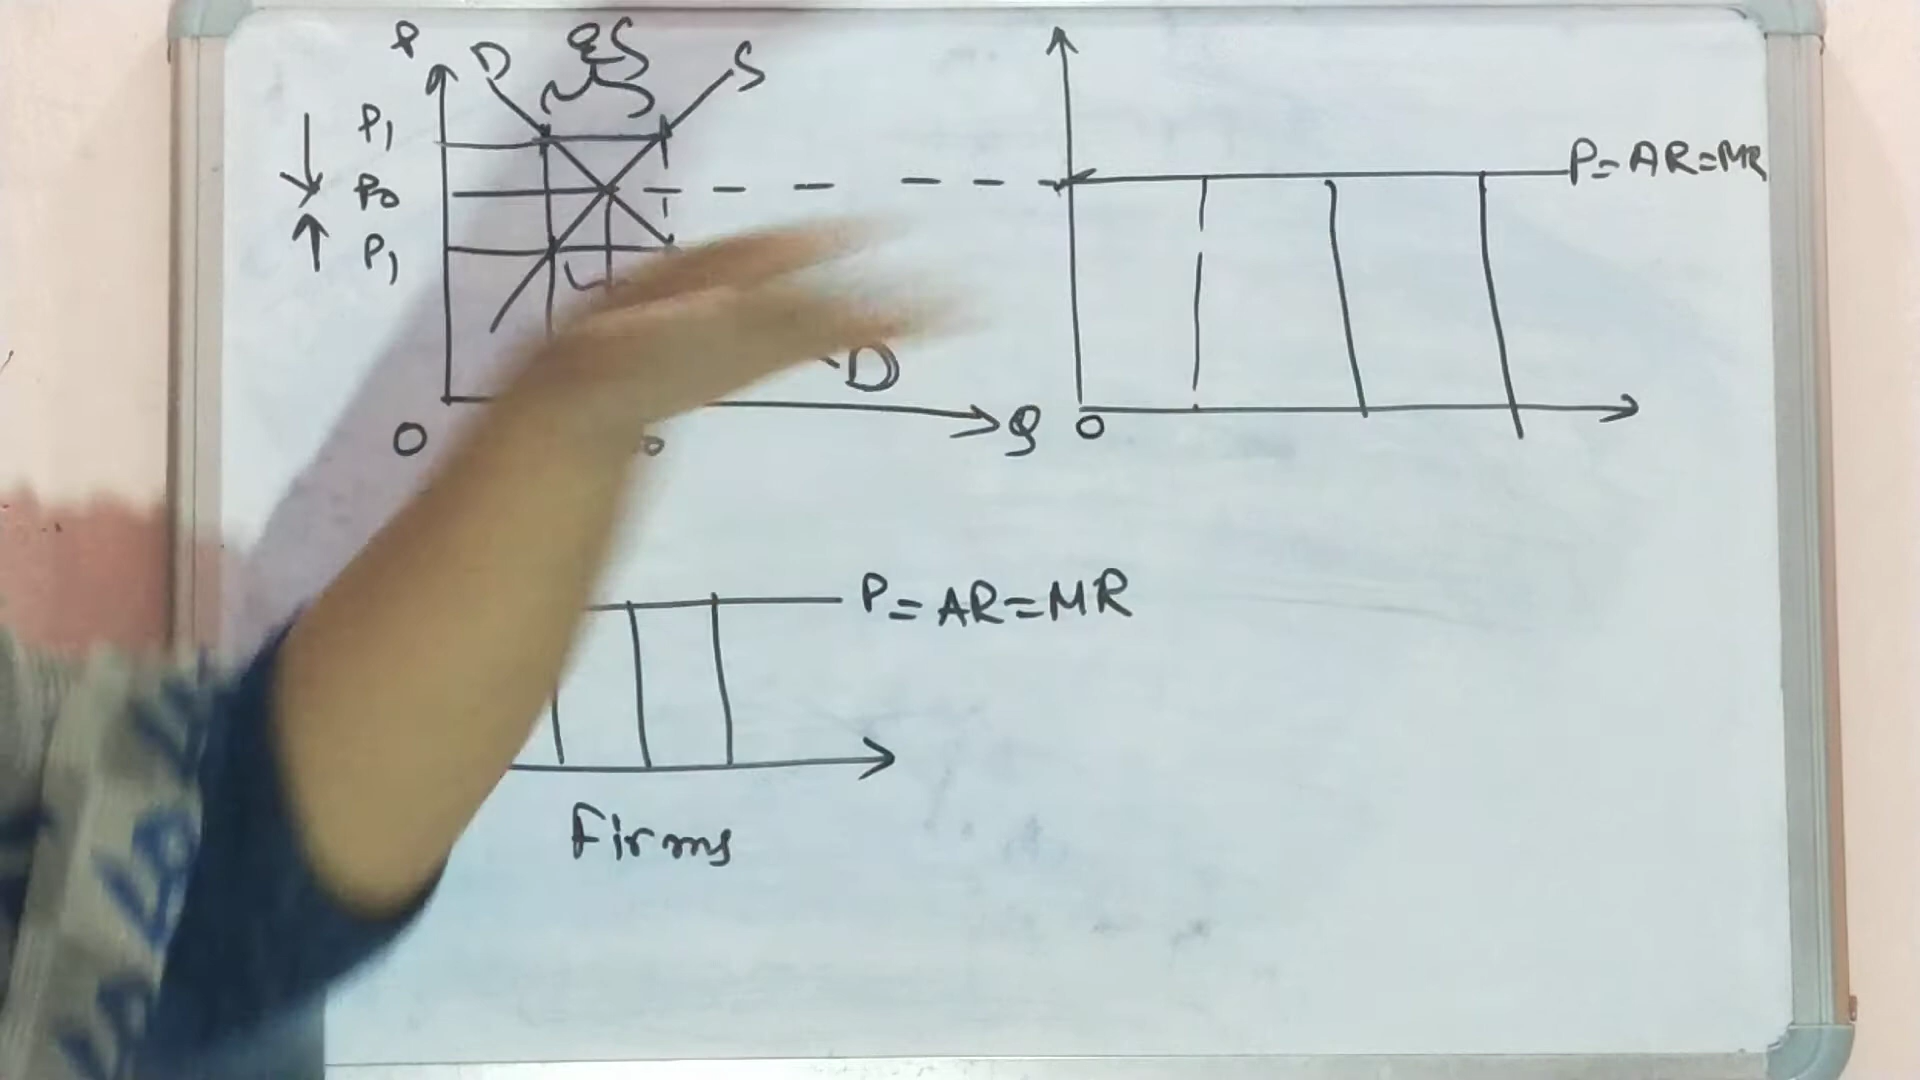 P
D
ES
S
P₁
P₀
P₁
D
O
Q
P=AR=MR
O
P=AR=MR
Firms